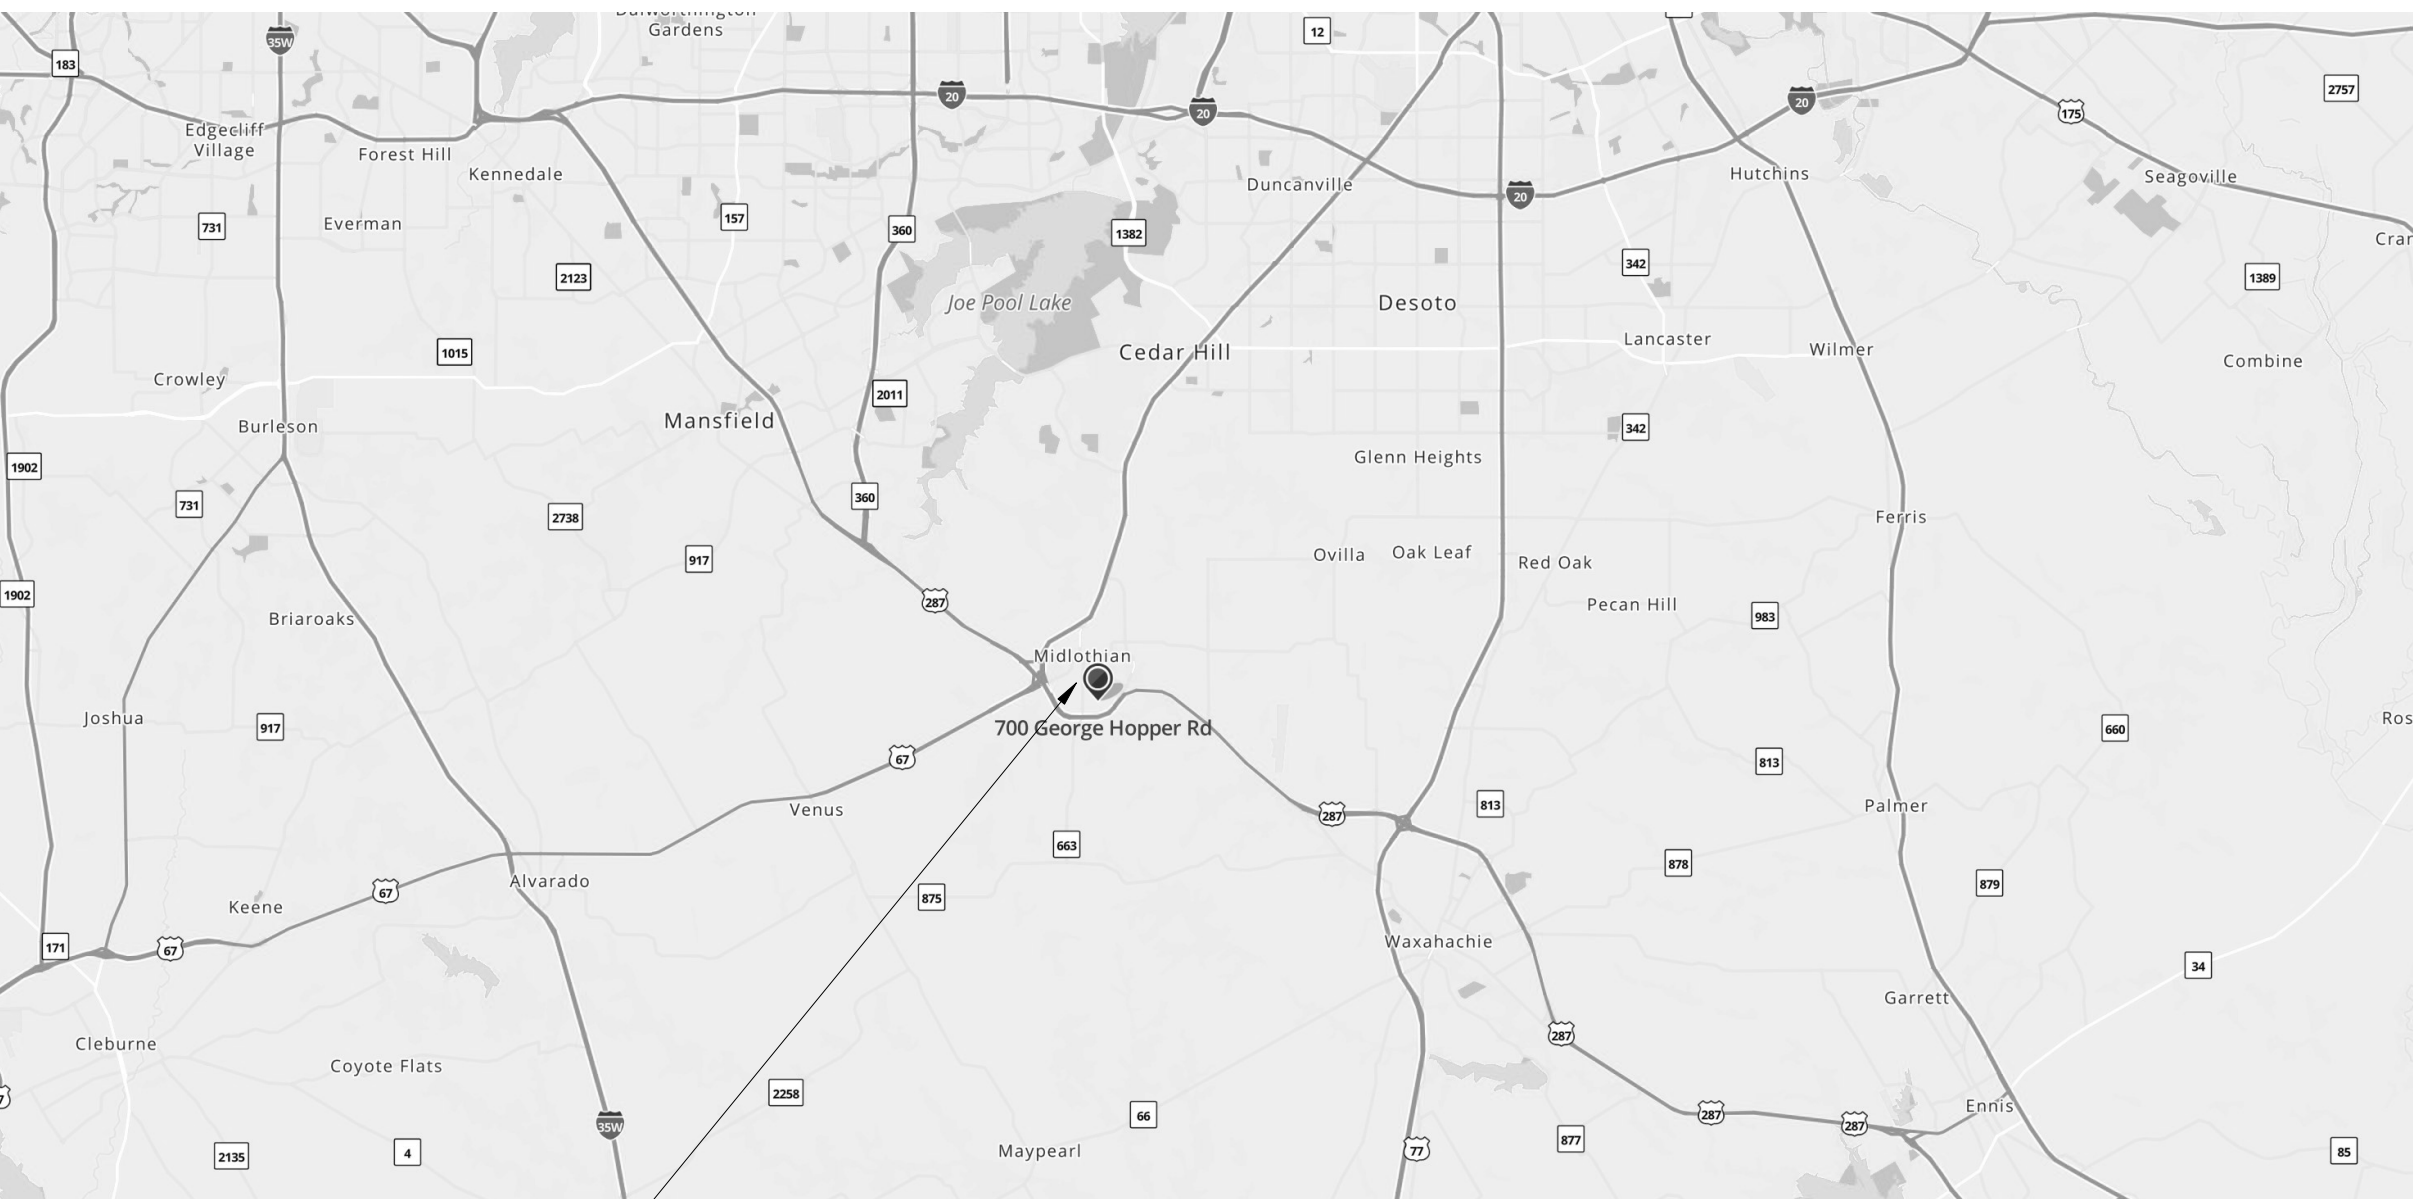 Dalworthington
Gardens
12
35W
183
20
20
20
2757
175
Edgecliff
Village
Forest Hill
Kennedale
Duncanville
20
Hutchins
Seagoville
731
Everman
157
360
1382
Cran
2123
342
1389
Joe Pool Lake
Desoto
1015
Cedar Hill
Lancaster
Wilmer
Combine
Crowley
2011
Mansfield
Burleson
342
1902
Glenn Heights
731
360
2738
Ferris
917
Ovilla
Oak Leaf
Red Oak
1902
287
Pecan Hill
983
Briaroaks
Midlothian
Joshua
917
700 George Hopper Rd
660
Ros
67
813
Venus
287
813
Palmer
663
878
67
Alvarado
875
879
Keene
171
67
Waxahachie
34
Garrett
Cleburne
287
Coyote Flats
7
2258
66
287
287
Ennis
35W
2135
4
Maypearl
77
877
85